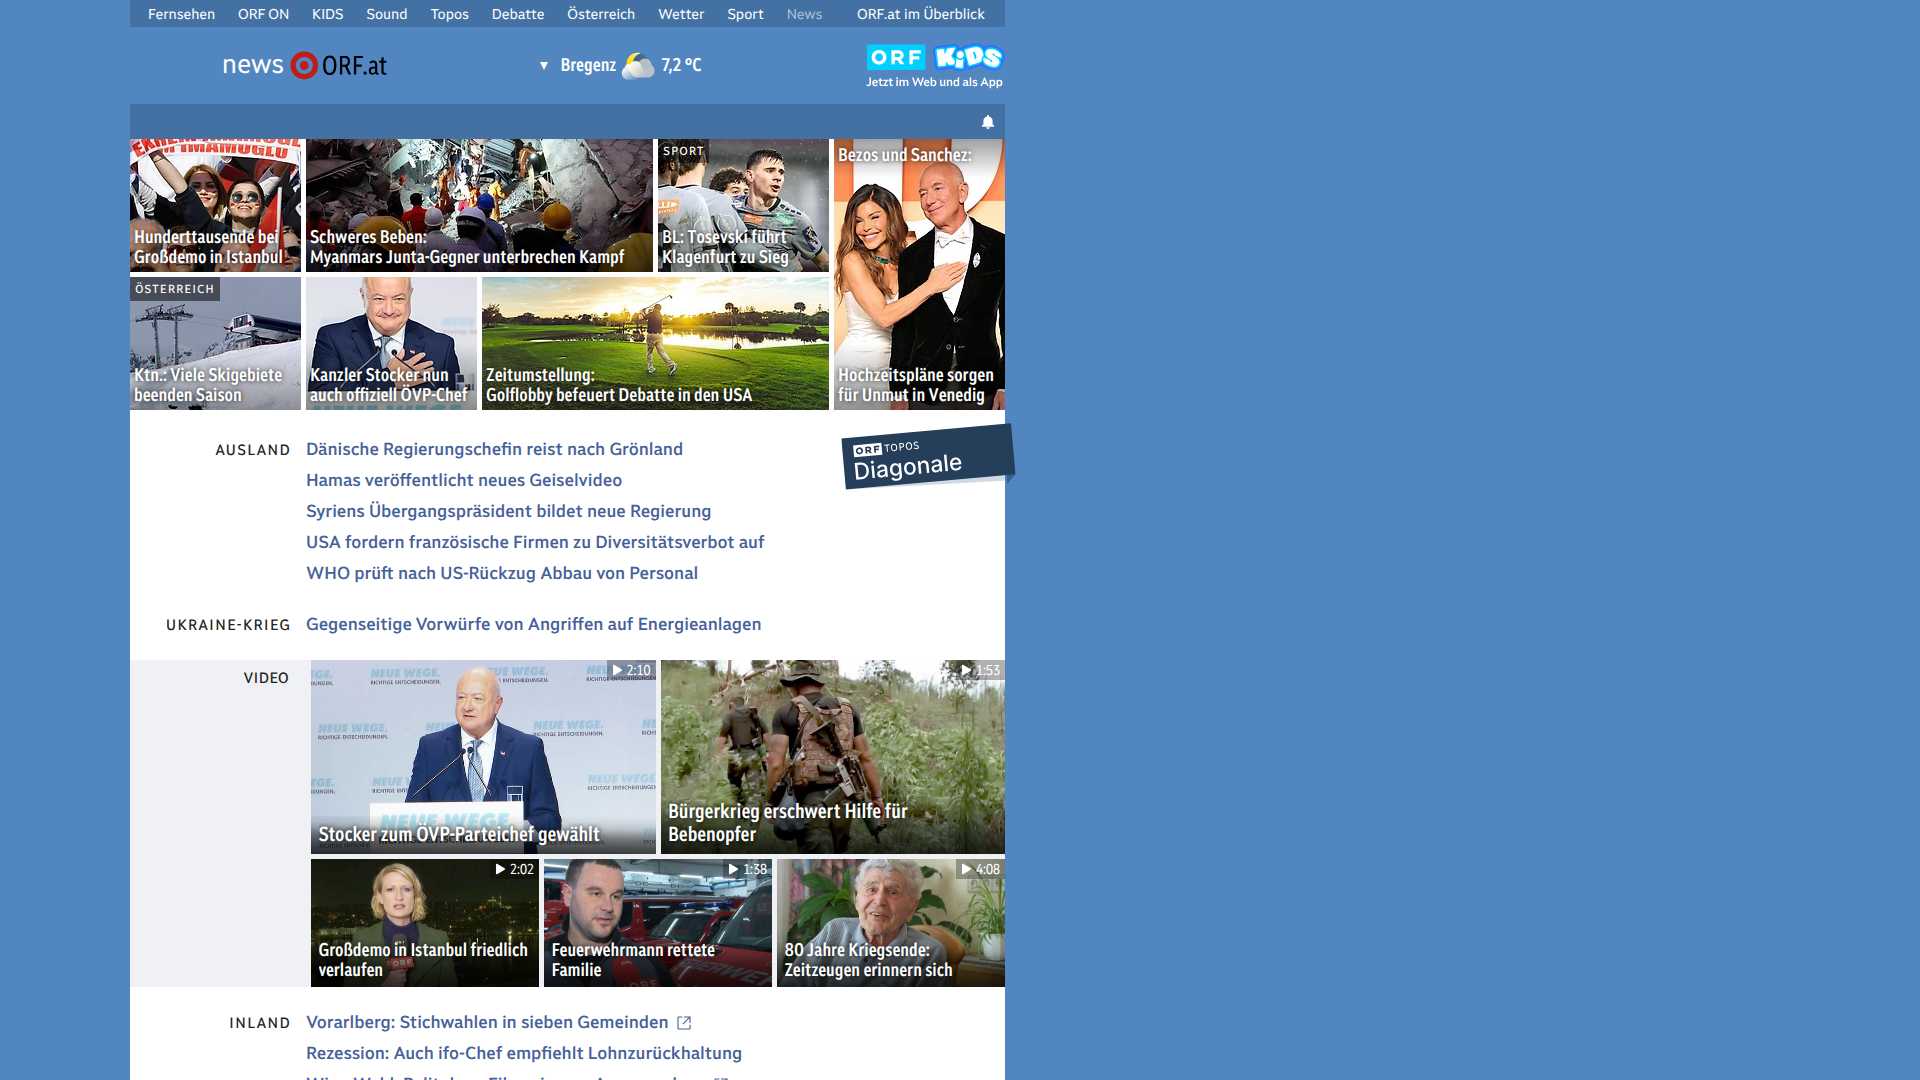 Fernsehen ORF ON KIDS Sound Topos Debatte Österreich Wetter Sport News ORF.at im Überblick
news ORF.at
Bregenz 7,2 °C
ORF KiDS
Jetzt im Web und als App
EKREM İMAMOĞLU
Hunderttausende bei
Großdemo in Istanbul
Schweres Beben:
Myanmars Junta-Gegner unterbrechen Kampf
SPORT
BL: Tosevski führt
Klagenfurt zu Sieg
Bezos und Sanchez:
Hochzeitspläne sorgen
für Unmut in Venedig
ÖSTERREICH
Ktn.: Viele Skigebiete
beenden Saison
Kanzler Stocker nun
auch offiziell ÖVP-Chef
Zeitumstellung:
Golflobby befeuert Debatte in den USA
AUSLAND
Dänische Regierungschefin reist nach Grönland
Hamas veröffentlicht neues Geiselvideo
Syriens Übergangspräsident bildet neue Regierung
USA fordern französische Firmen zu Diversitätsverbot auf
WHO prüft nach US-Rückzug Abbau von Personal
ORF TOPOS
Diagonale
UKRAINE-KRIEG
Gegenseitige Vorwürfe von Angriffen auf Energieanlagen
VIDEO
2:10
NEUE WEGE.
RICHTIGE ENTSCHEIDUNGEN.
Stocker zum ÖVP-Parteichef gewählt
1:53
Bürgerkrieg erschwert Hilfe für
Bebenopfer
2:02
Großdemo in Istanbul friedlich
verlaufen
1:38
Feuerwehrmann rettete
Familie
4:08
80 Jahre Kriegsende:
Zeitzeugen erinnern sich
INLAND
Vorarlberg: Stichwahlen in sieben Gemeinden
Rezession: Auch ifo-Chef empfiehlt Lohnzurückhaltung